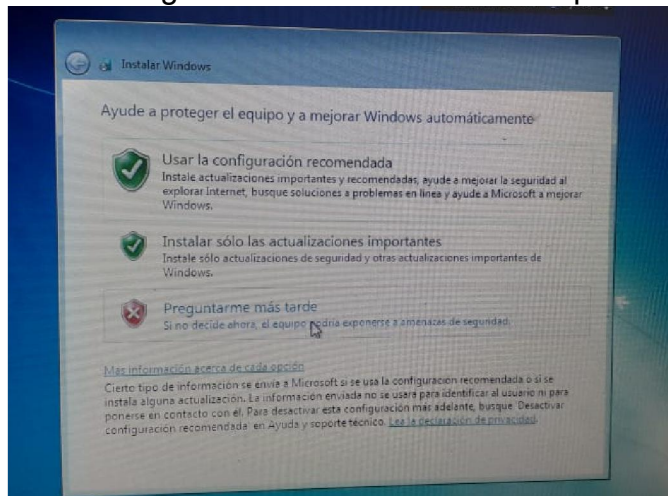 Instalar Windows
Ayude a proteger el equipo y a mejorar Windows automáticamente
Usar la configuración recomendada
Instale actualizaciones importantes y recomendadas, ayude a mejorar la seguridad al
explorar Internet, busque soluciones a problemas en línea y ayude a Microsoft a mejorar
Windows.
Instalar sólo las actualizaciones importantes
Instale sólo actualizaciones de seguridad y otras actualizaciones importantes de
Windows.
Preguntarme más tarde
Si no decide ahora, el equipo podría exponerse a amenazas de seguridad.
Más información acerca de cada opción
Cierto tipo de información se envía a Microsoft si se usa la configuración recomendada o si se
instala alguna actualización. La información enviada no se usará para identificar al usuario ni para
ponerse en contacto con él. Para desactivar esta configuración más adelante, busque 'Desactivar
configuración recomendada' en Ayuda y soporte técnico. Lea la declaración de privacidad.